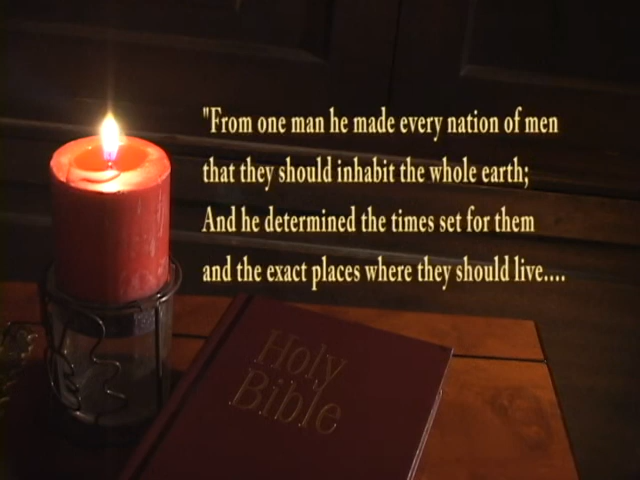 "From one man he made every nation of men
that they should inhabit the whole earth;
And he determined the times set for them
and the exact places where they should live....
Holy
Bible